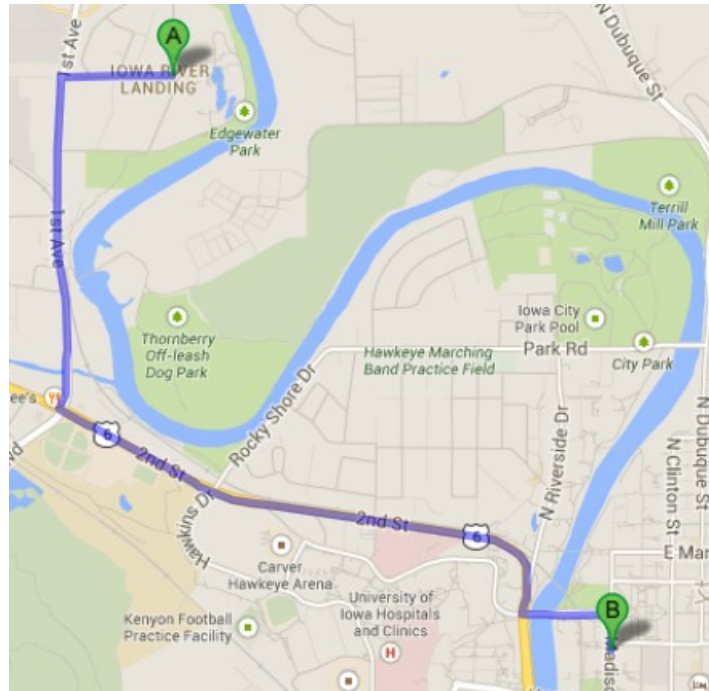 1st Ave
A
IOWA RIVER
LANDING
N Dubuque St
Edgewater
Park
Terrill
Mill Park
1st Ave
Thornberry
Off-leash
Dog Park
Iowa City
Park Pool
Park Rd
Hawkeye Marching
Band Practice Field
City Park
Rocky Shore Dr
ee's
6
2nd St
N Riverside Dr
N Clinton St
N Dubuque St
vd
Hawkins Dr
2nd St
6
E Mar
Carver
Hawkeye Arena
University of
Iowa Hospitals
and Clinics
H
Kenyon Football
Practice Facility
B
Madiso